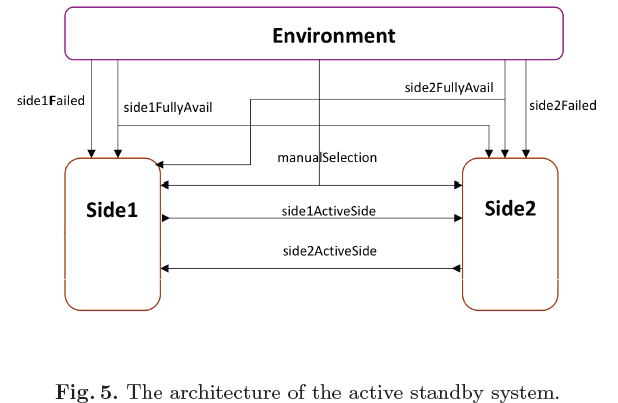 Environment
side1Failed
side1FullyAvail
side2FullyAvail
side2Failed
manualSelection
Side1
side1ActiveSide
Side2
side2ActiveSide
Fig. 5. The architecture of the active standby system.